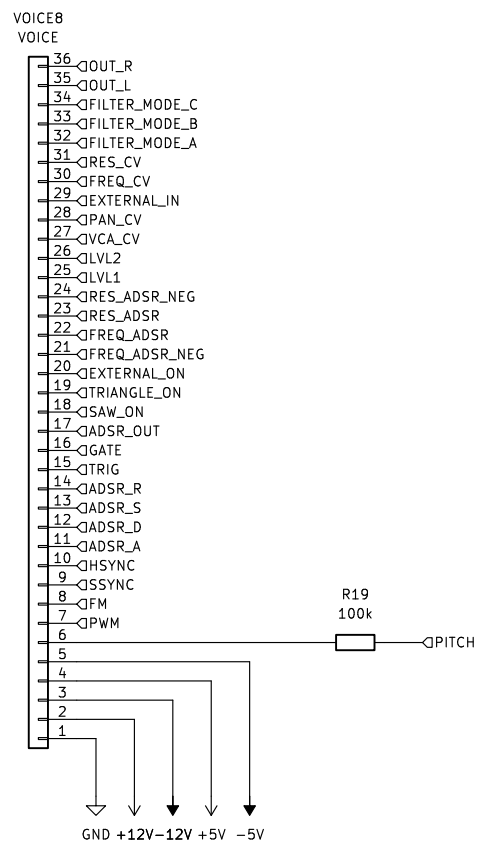 VOICE8
VOICE
36 OUT_R
35 OUT_L
34 FILTER_MODE_C
33 FILTER_MODE_B
32 FILTER_MODE_A
31 RES_CV
30 FREQ_CV
29 EXTERNAL_IN
28 PAN_CV
27 VCA_CV
26 LVL2
25 LVL1
24 RES_ADSR_NEG
23 RES_ADSR
22 FREQ_ADSR
21 FREQ_ADSR_NEG
20 EXTERNAL_ON
19 TRIANGLE_ON
18 SAW_ON
17 ADSR_OUT
16 GATE
15 TRIG
14 ADSR_R
13 ADSR_S
12 ADSR_D
11 ADSR_A
10 HSYNC
9 SSYNC
8 FM
7 PWM
R19
100k
6 PITCH
5
4
3
2
1
GND +12V -12V +5V -5V